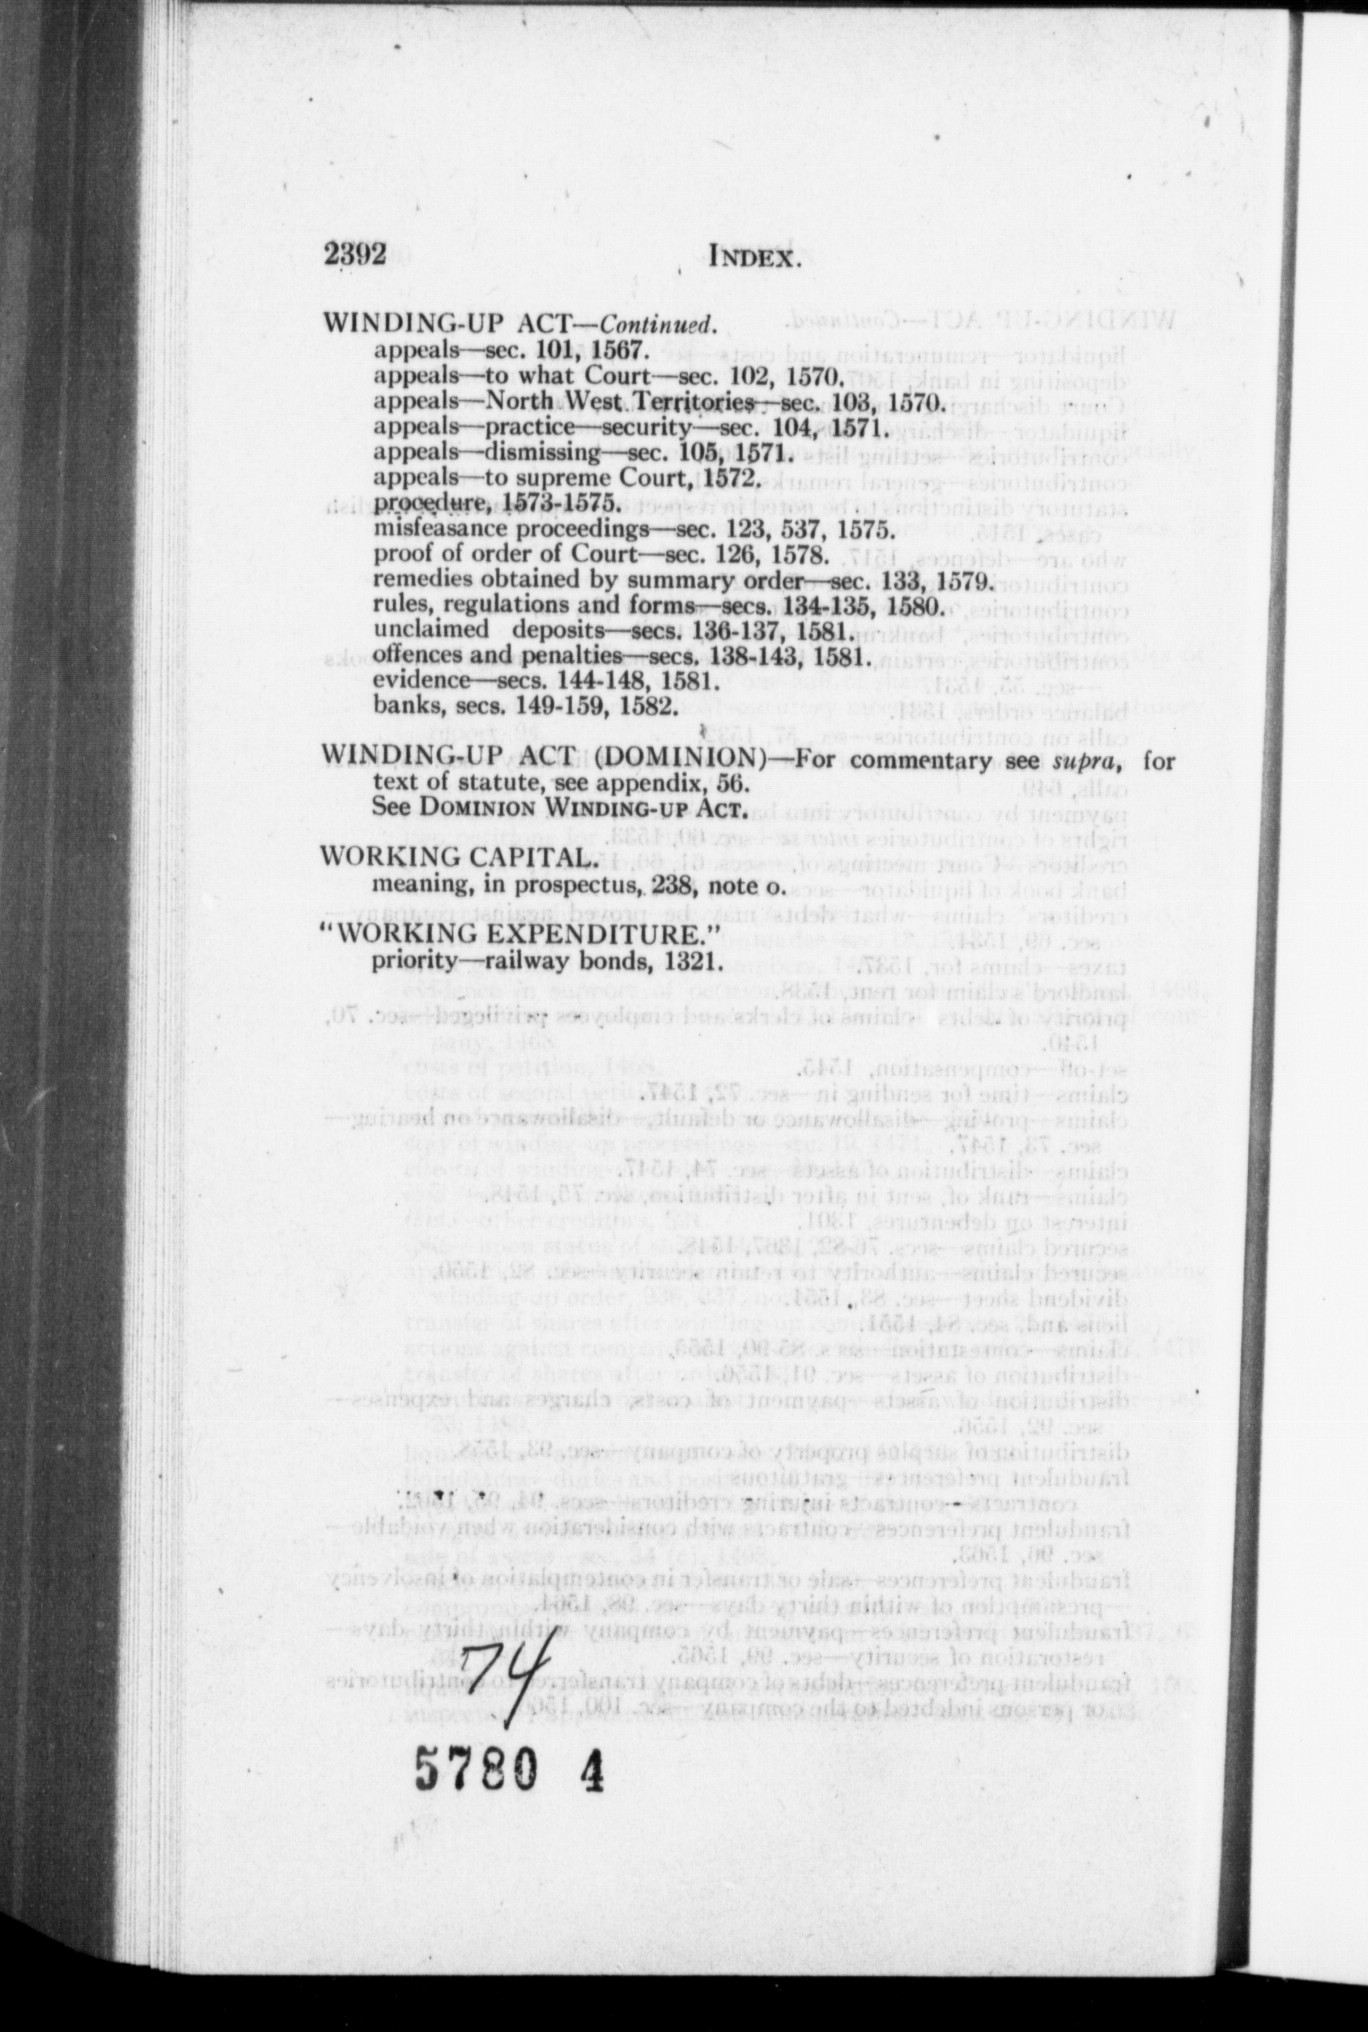 2392 INDEX.
WINDING-UP ACT—Continued.
appeals—sec. 101, 1567.
appeals—to what Court—sec. 102, 1570.
appeals—North West Territories—sec. 103, 1570.
appeals—practice—security—sec. 104, 1571.
appeals—dismissing—sec. 105, 1571.
appeals—to supreme Court, 1572.
procedure, 1573-1575.
misfeasance proceedings—sec. 123, 537, 1575.
proof of order of Court—sec. 126, 1578.
remedies obtained by summary order—sec. 133, 1579.
rules, regulations and forms—secs. 134-135, 1580.
unclaimed deposits—secs. 136-137, 1581.
offences and penalties—secs. 138-143, 1581.
evidence—secs. 144-148, 1581.
banks, secs. 149-159, 1582.
WINDING-UP ACT (DOMINION)—For commentary see supra, for
text of statute, see appendix, 56.
See DOMINION WINDING-UP ACT.
WORKING CAPITAL.
meaning, in prospectus, 238, note o.
"WORKING EXPENDITURE."
priority—railway bonds, 1321.
74
5780 4